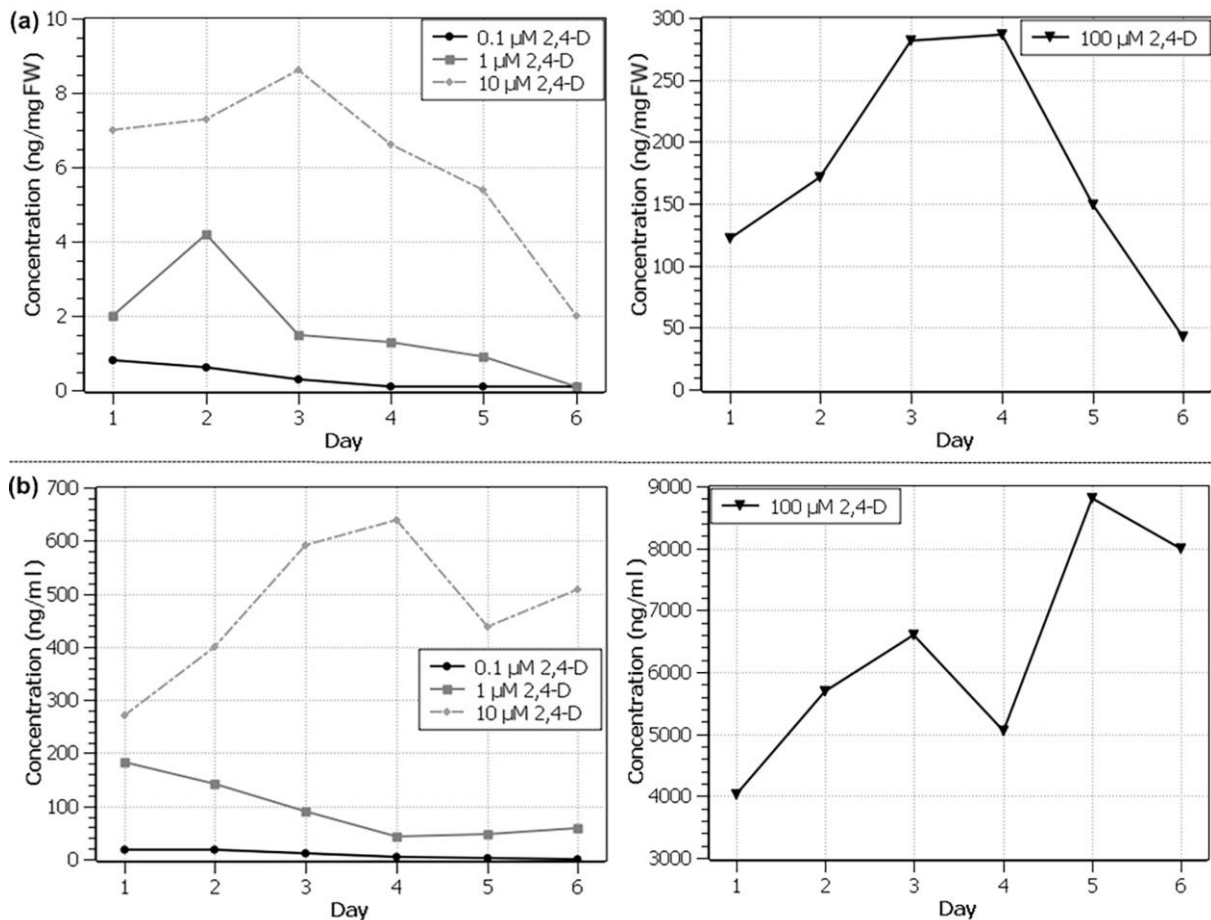 (a)
Concentration (ng/mgFW)
10
8
6
4
2
0
0.1 µM 2,4-D
1 µM 2,4-D
10 µM 2,4-D
1 2 3 4 5 6
Day
Concentration (ng/mgFW)
300
250
200
150
100
50
0
100 µM 2,4-D
1 2 3 4 5 6
Day
(b)
Concentration (ng/ml)
700
600
500
400
300
200
100
0
0.1 µM 2,4-D
1 µM 2,4-D
10 µM 2,4-D
1 2 3 4 5 6
Day
Concentration (ng/ml)
9000
8000
7000
6000
5000
4000
3000
100 µM 2,4-D
1 2 3 4 5 6
Day